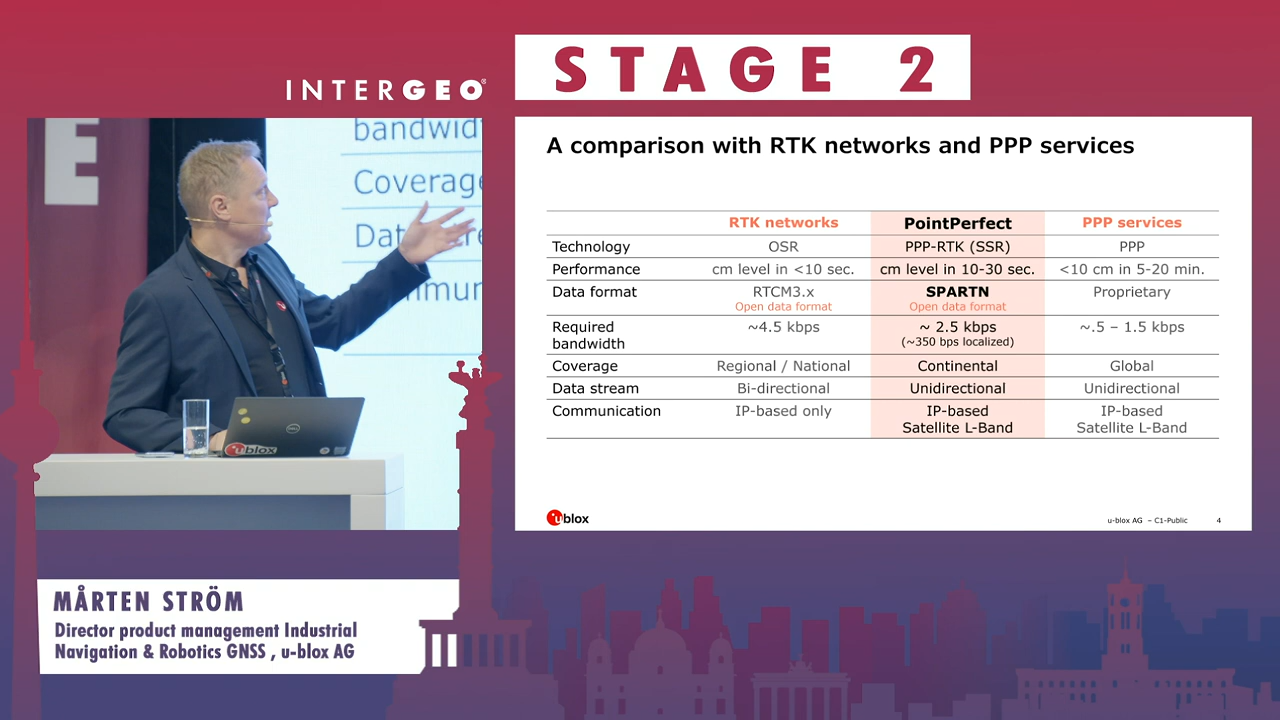 INTERGEO®
STAGE 2
E
bandwid
Coverage
Dat
mmun
DELL
u-blox
A comparison with RTK networks and PPP services
RTK networks PointPerfect PPP services
Technology OSR PPP-RTK (SSR) PPP
Performance cm level in <10 sec. cm level in 10-30 sec. <10 cm in 5-20 min.
Data format RTCM3.x SPARTN Proprietary
Open data format Open data format
Required ~4.5 kbps ~ 2.5 kbps ~.5 – 1.5 kbps
bandwidth (~350 bps localized)
Coverage Regional / National Continental Global
Data stream Bi-directional Unidirectional Unidirectional
Communication IP-based only IP-based IP-based
Satellite L-Band Satellite L-Band
u-blox u-blox AG – C1-Public 4
MÅRTEN STRÖM
Director product management Industrial
Navigation & Robotics GNSS , u-blox AG